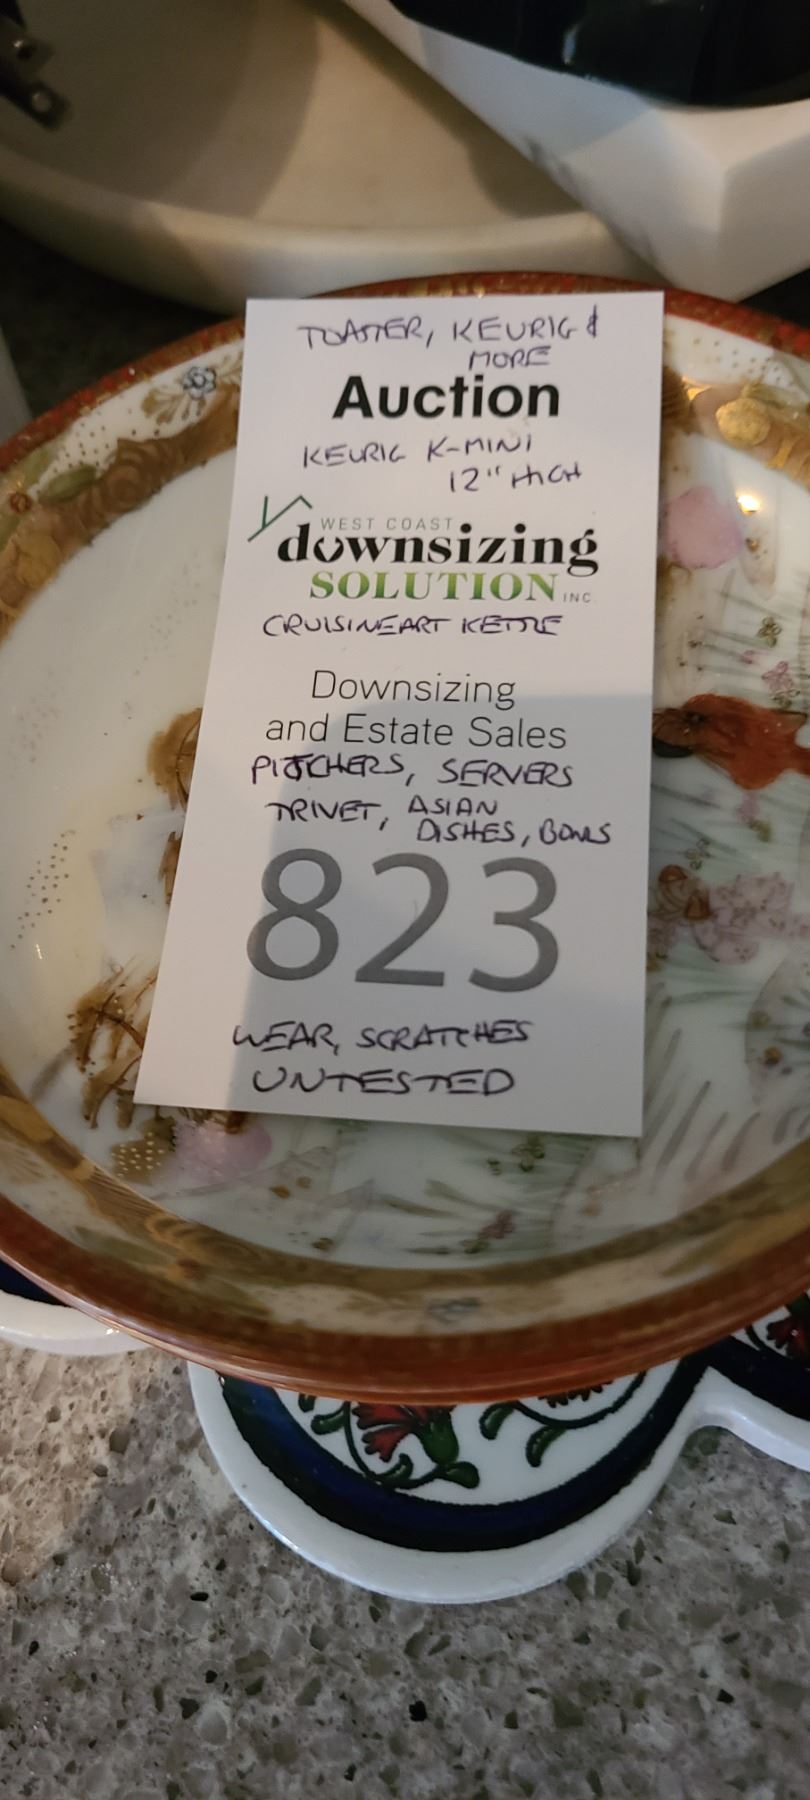 TOASTER, KEURIG &
MORE
Auction
KEURIG K-MINI
12" HIGH
WEST COAST
downsizing
SOLUTION INC.
CRUISINEART KETTLE
Downsizing
and Estate Sales
PITCHERS, SERVERS
TRIVET, ASIAN
DISHES, BOWLS
823
WEAR, SCRATCHES
UNTESTED